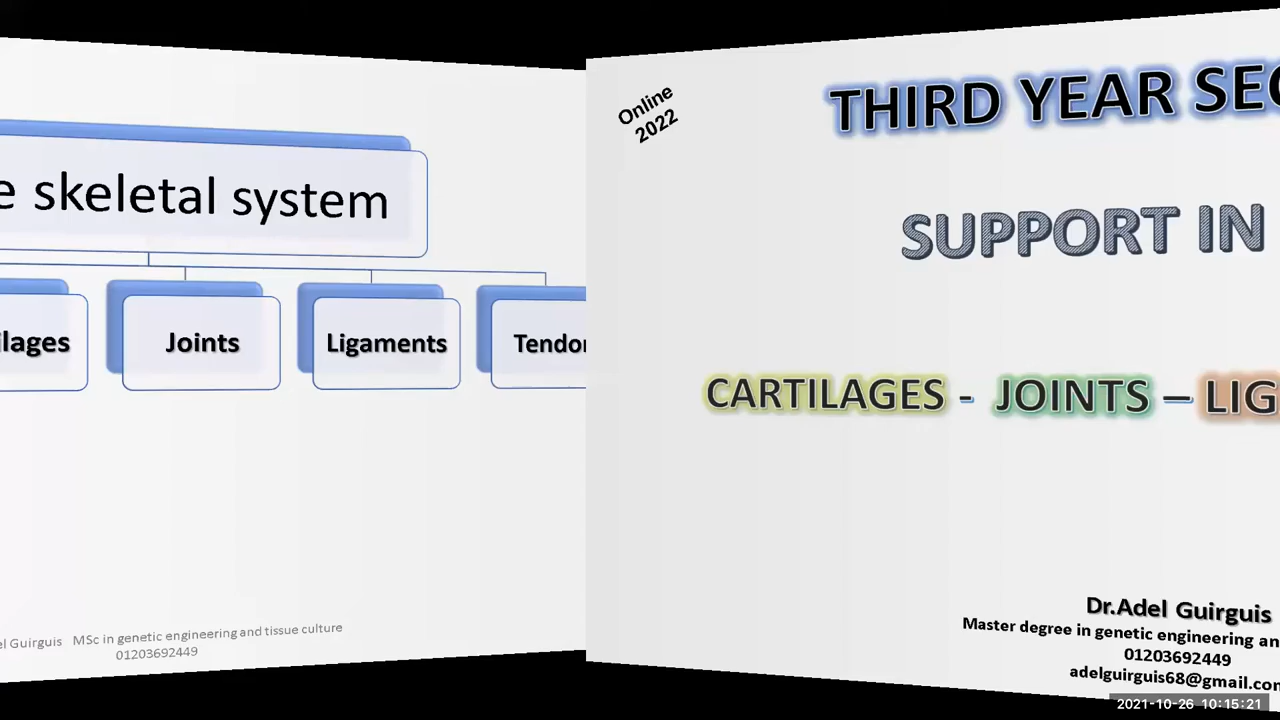 e skeletal system
ilages
Joints
Ligaments
Tendon
el Guirguis MSc in genetic engineering and tissue culture
01203692449
Online
2022
THIRD YEAR SEC
SUPPORT IN
CARTILAGES - JOINTS – LIG
Dr.Adel Guirguis
Master degree in genetic engineering an
01203692449
adelguirguis68@gmail.com
2021-10-26 10:15:21